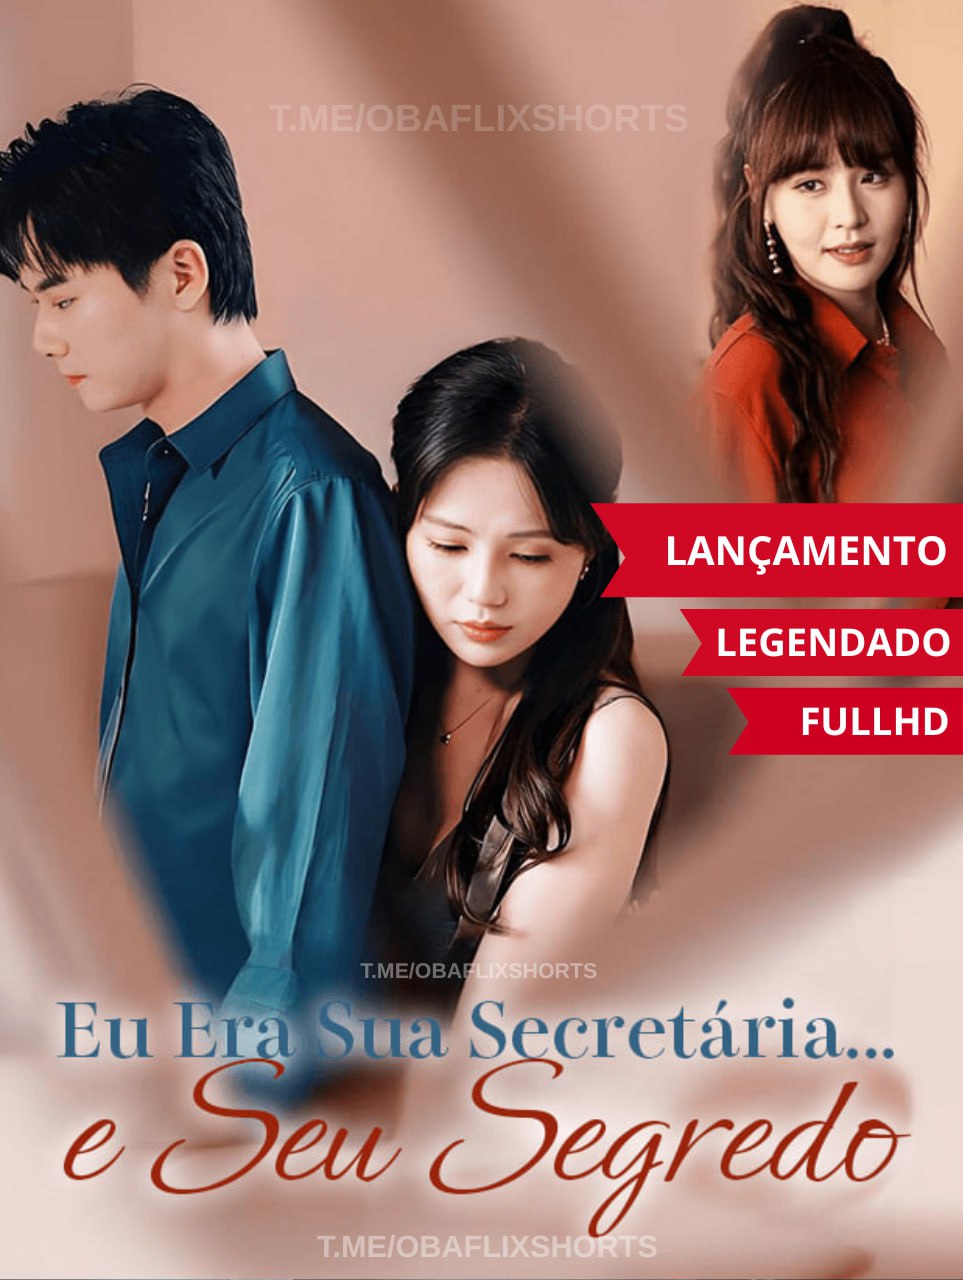 T.ME/OBAFLIXSHORTS
LANÇAMENTO
LEGENDADO
FULLHD
T.ME/OBAFLIXSHORTS
Eu Era Sua Secretária...
e Seu Segredo
T.ME/OBAFLIXSHORTS